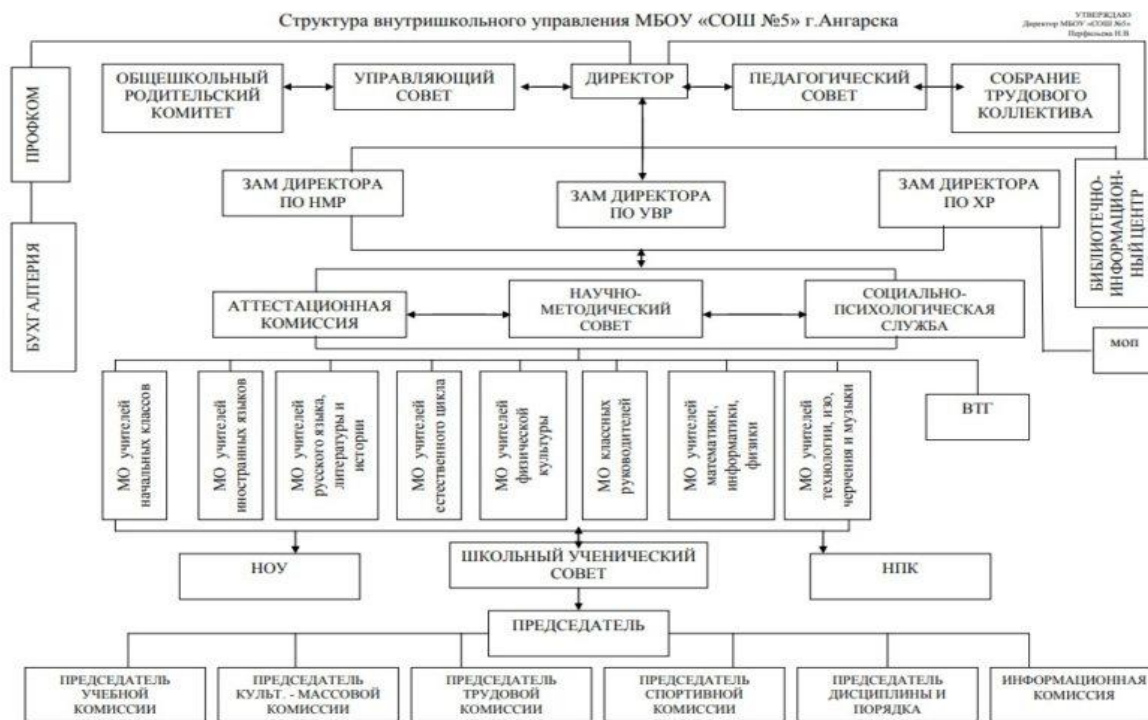 Структура внутришкольного управления МБОУ «СОШ №5» г.Ангарска
УТВЕРЖДАЮ
Директор МБОУ «СОШ №5»
Перфильева Н.В
ПРОФКОМ
ОБЩЕШКОЛЬНЫЙ
РОДИТЕЛЬСКИЙ
КОМИТЕТ
УПРАВЛЯЮЩИЙ
СОВЕТ
ДИРЕКТОР
ПЕДАГОГИЧЕСКИЙ
СОВЕТ
СОБРАНИЕ
ТРУДОВОГО
КОЛЛЕКТИВА
БУХГАЛТЕРИЯ
ЗАМ ДИРЕКТОРА
ПО НМР
ЗАМ ДИРЕКТОРА
ПО УВР
ЗАМ ДИРЕКТОРА
ПО ХР
БИБЛИОТЕЧНО-
ИНФОРМАЦИОН-
НЫЙ ЦЕНТР
АТТЕСТАЦИОННАЯ
КОМИССИЯ
НАУЧНО-
МЕТОДИЧЕСКИЙ
СОВЕТ
СОЦИАЛЬНО-
ПСИХОЛОГИЧЕСКАЯ
СЛУЖБА
МОП
МО учителей
начальных классов
МО учителей
иностранных языков
МО учителей
русского языка,
литературы и
истории
МО учителей
естественного цикла
МО учителей
физической
культуры
МО классных
руководителей
МО учителей
математики,
информатики,
физики
МО учителей
технологии, изо,
черчения и музыки
ВТГ
НОУ
ШКОЛЬНЫЙ УЧЕНИЧЕСКИЙ
СОВЕТ
НПК
ПРЕДСЕДАТЕЛЬ
ПРЕДСЕДАТЕЛЬ
УЧЕБНОЙ
КОМИССИИ
ПРЕДСЕДАТЕЛЬ
КУЛЬТ. - МАССОВОЙ
КОМИССИИ
ПРЕДСЕДАТЕЛЬ
ТРУДОВОЙ
КОМИССИИ
ПРЕДСЕДАТЕЛЬ
СПОРТИВНОЙ
КОМИССИИ
ПРЕДСЕДАТЕЛЬ
ДИСЦИПЛИНЫ И
ПОРЯДКА
ИНФОРМАЦИОННАЯ
КОМИССИЯ